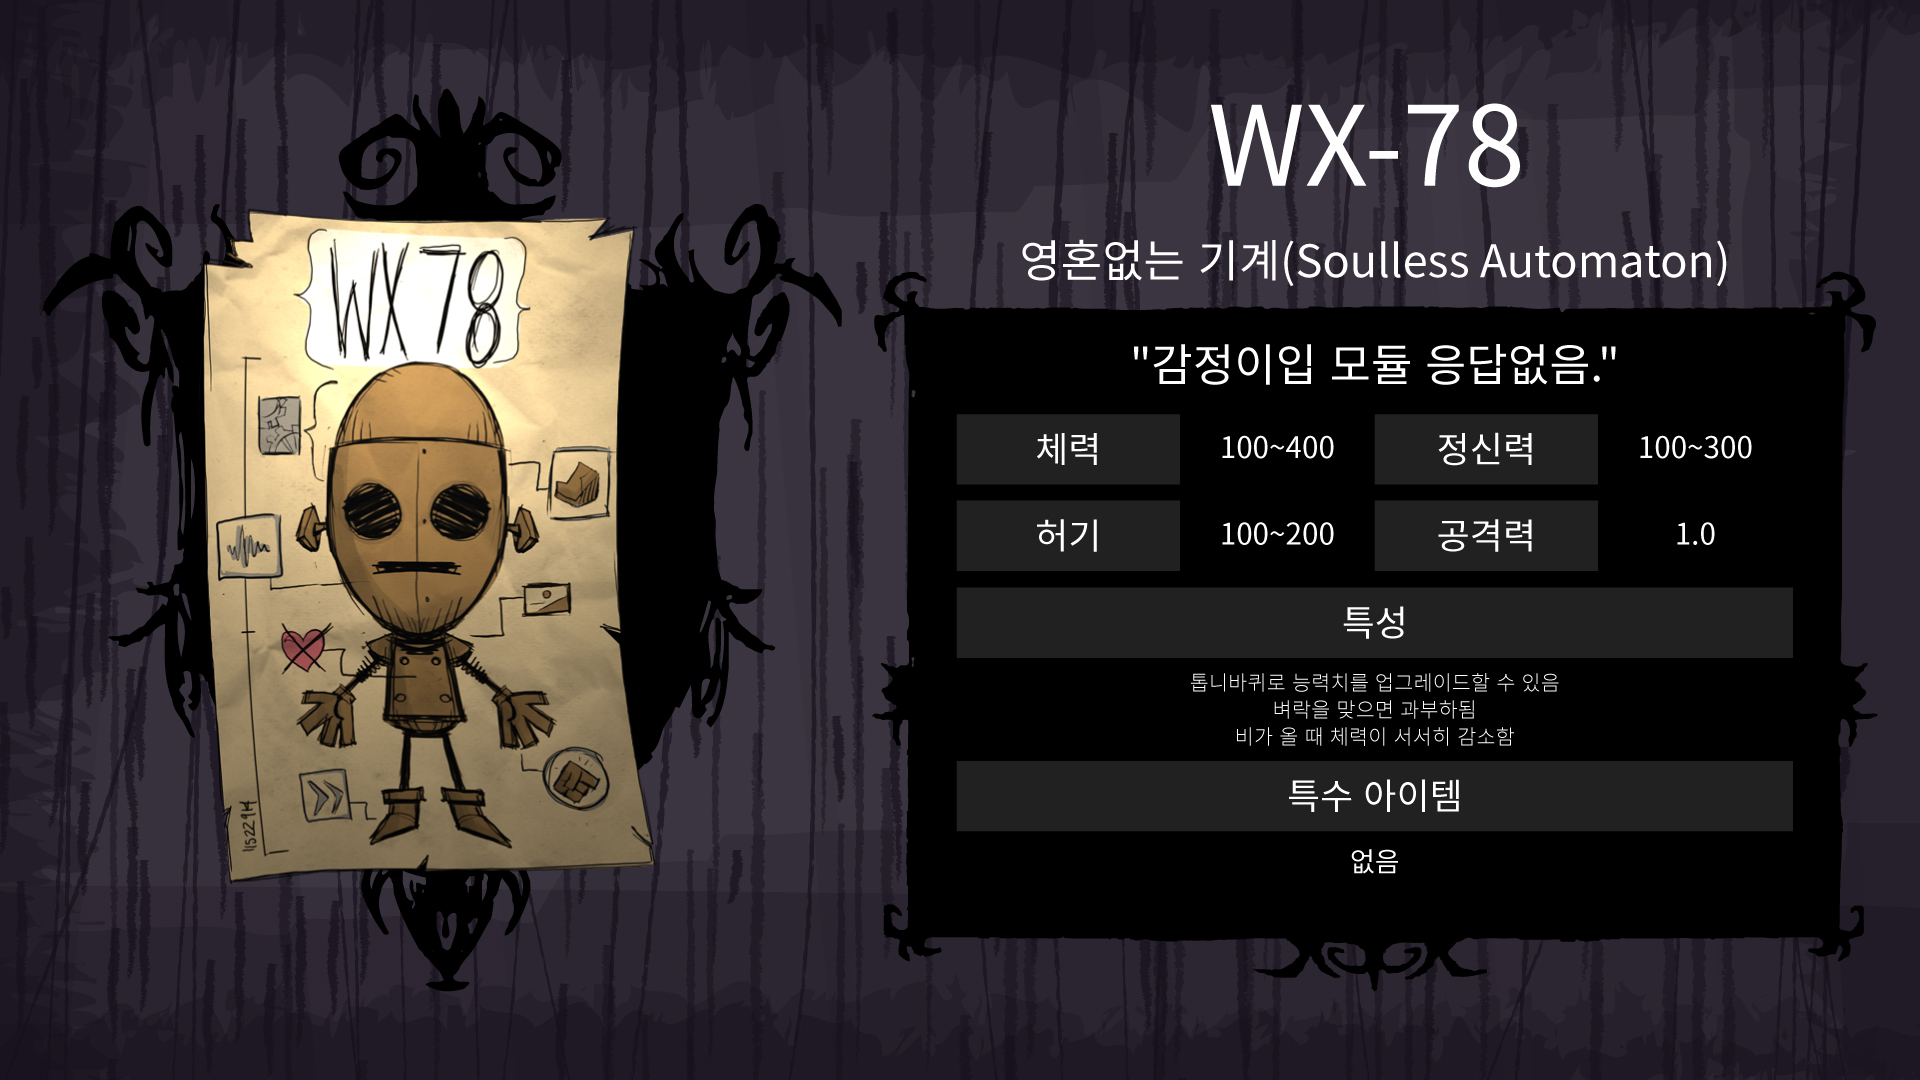 WX-78
영혼없는 기계(Soulless Automaton)
WX 78
"감정이입 모듈 응답없음."
체력 100~400 정신력 100~300
허기 100~200 공격력 1.0
특성
톱니바퀴로 능력치를 업그레이드할 수 있음
벼락을 맞으면 과부하됨
비가 올 때 체력이 서서히 감소함
특수 아이템
없음